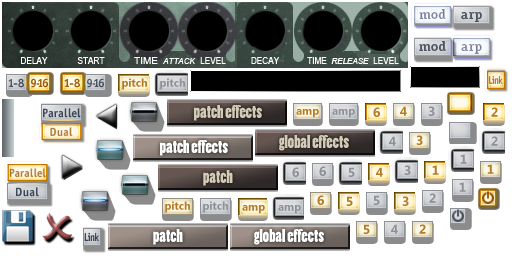 mod arp
DELAY START TIME ATTACK LEVEL DECAY TIME RELEASE LEVEL
mod arp
1-8 9-16 1-8 9-16 pitch pitch Link
Parallel patch effects amp amp 6 4 3 2
Dual
patch effects global effects 4 3 2
Parallel patch 6 6 5 4 3 1 1 1
Dual
pitch pitch amp amp 6 5 5 3 2 1
Link patch global effects 5 4 2